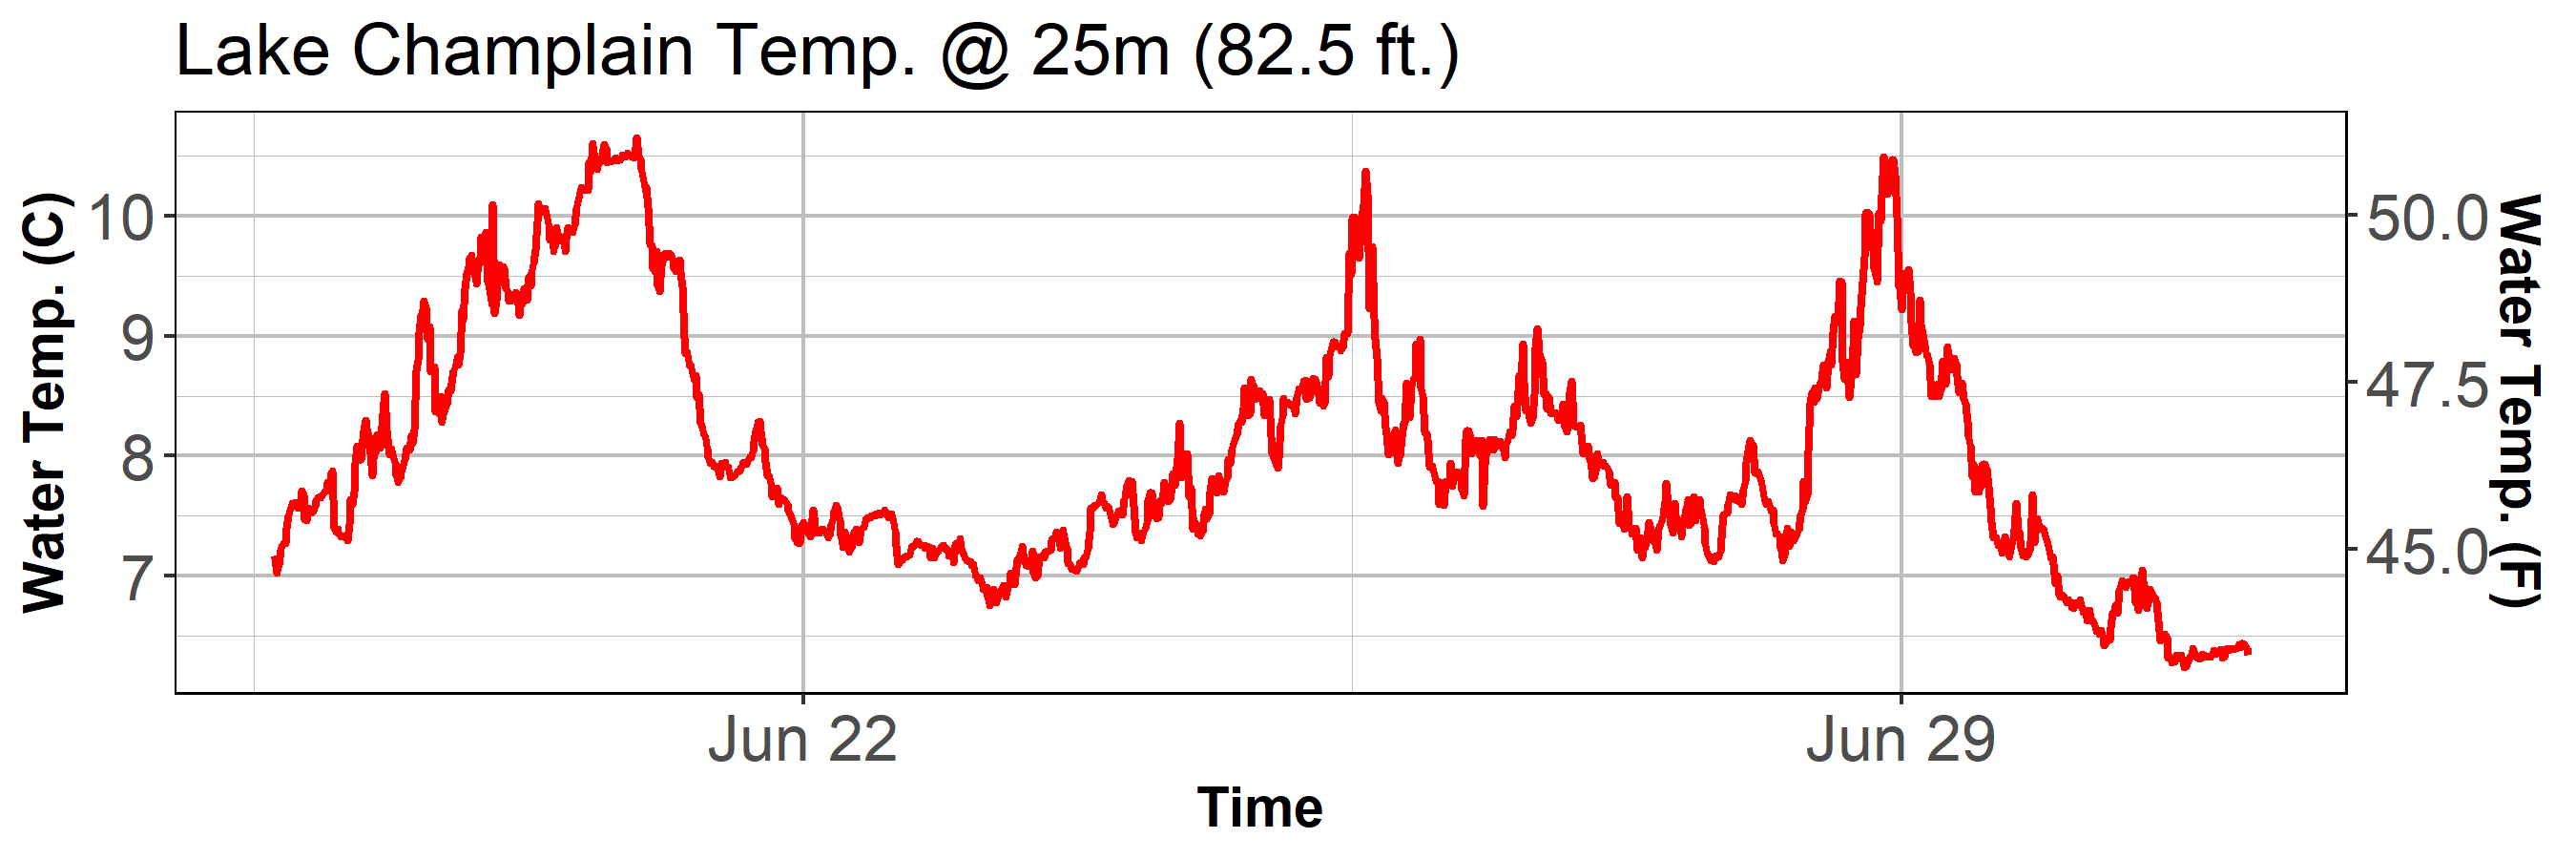 Lake Champlain Temp. @ 25m (82.5 ft.)
Water Temp. (C)
10
9
8
7
50.0
47.5
45.0
Water Temp. (F)
Jun 22
Jun 29
Time